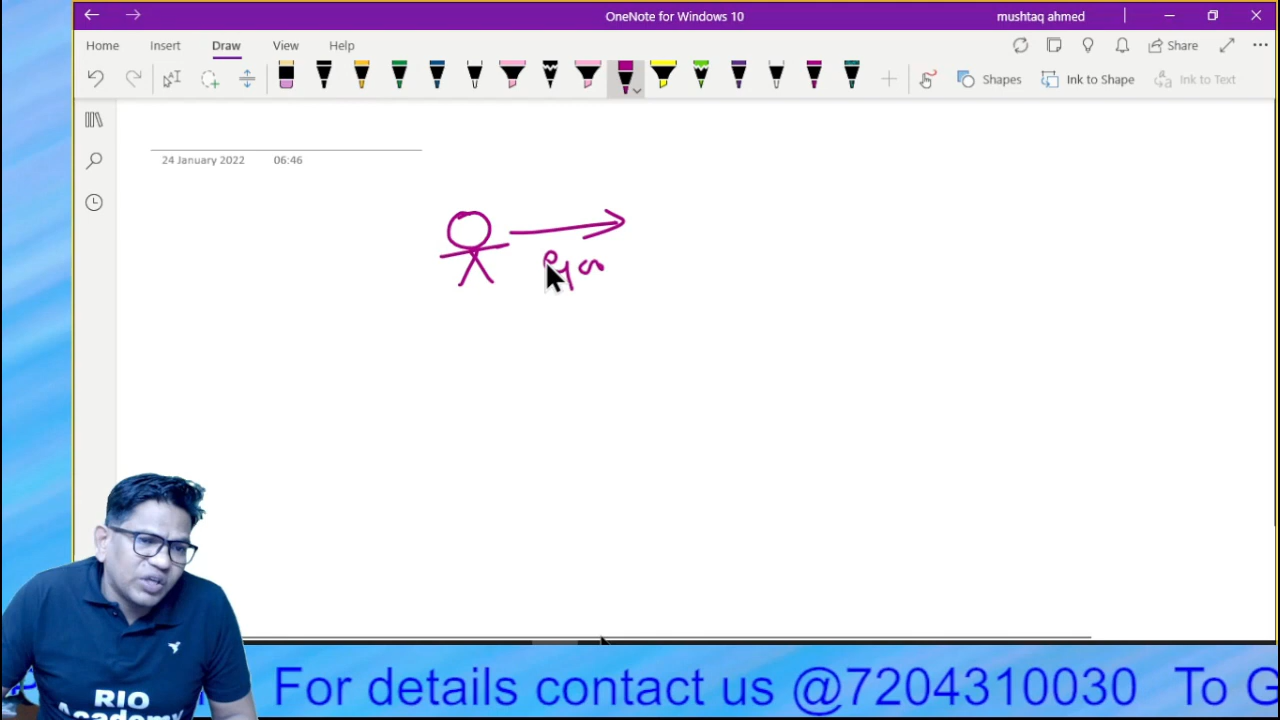 OneNote for Windows 10
mushtaq ahmed
Home Insert Draw View Help
Share
Shapes Ink to Shape Ink to Text
24 January 2022 06:46
RIO
Academy
For details contact us @7204310030 To G